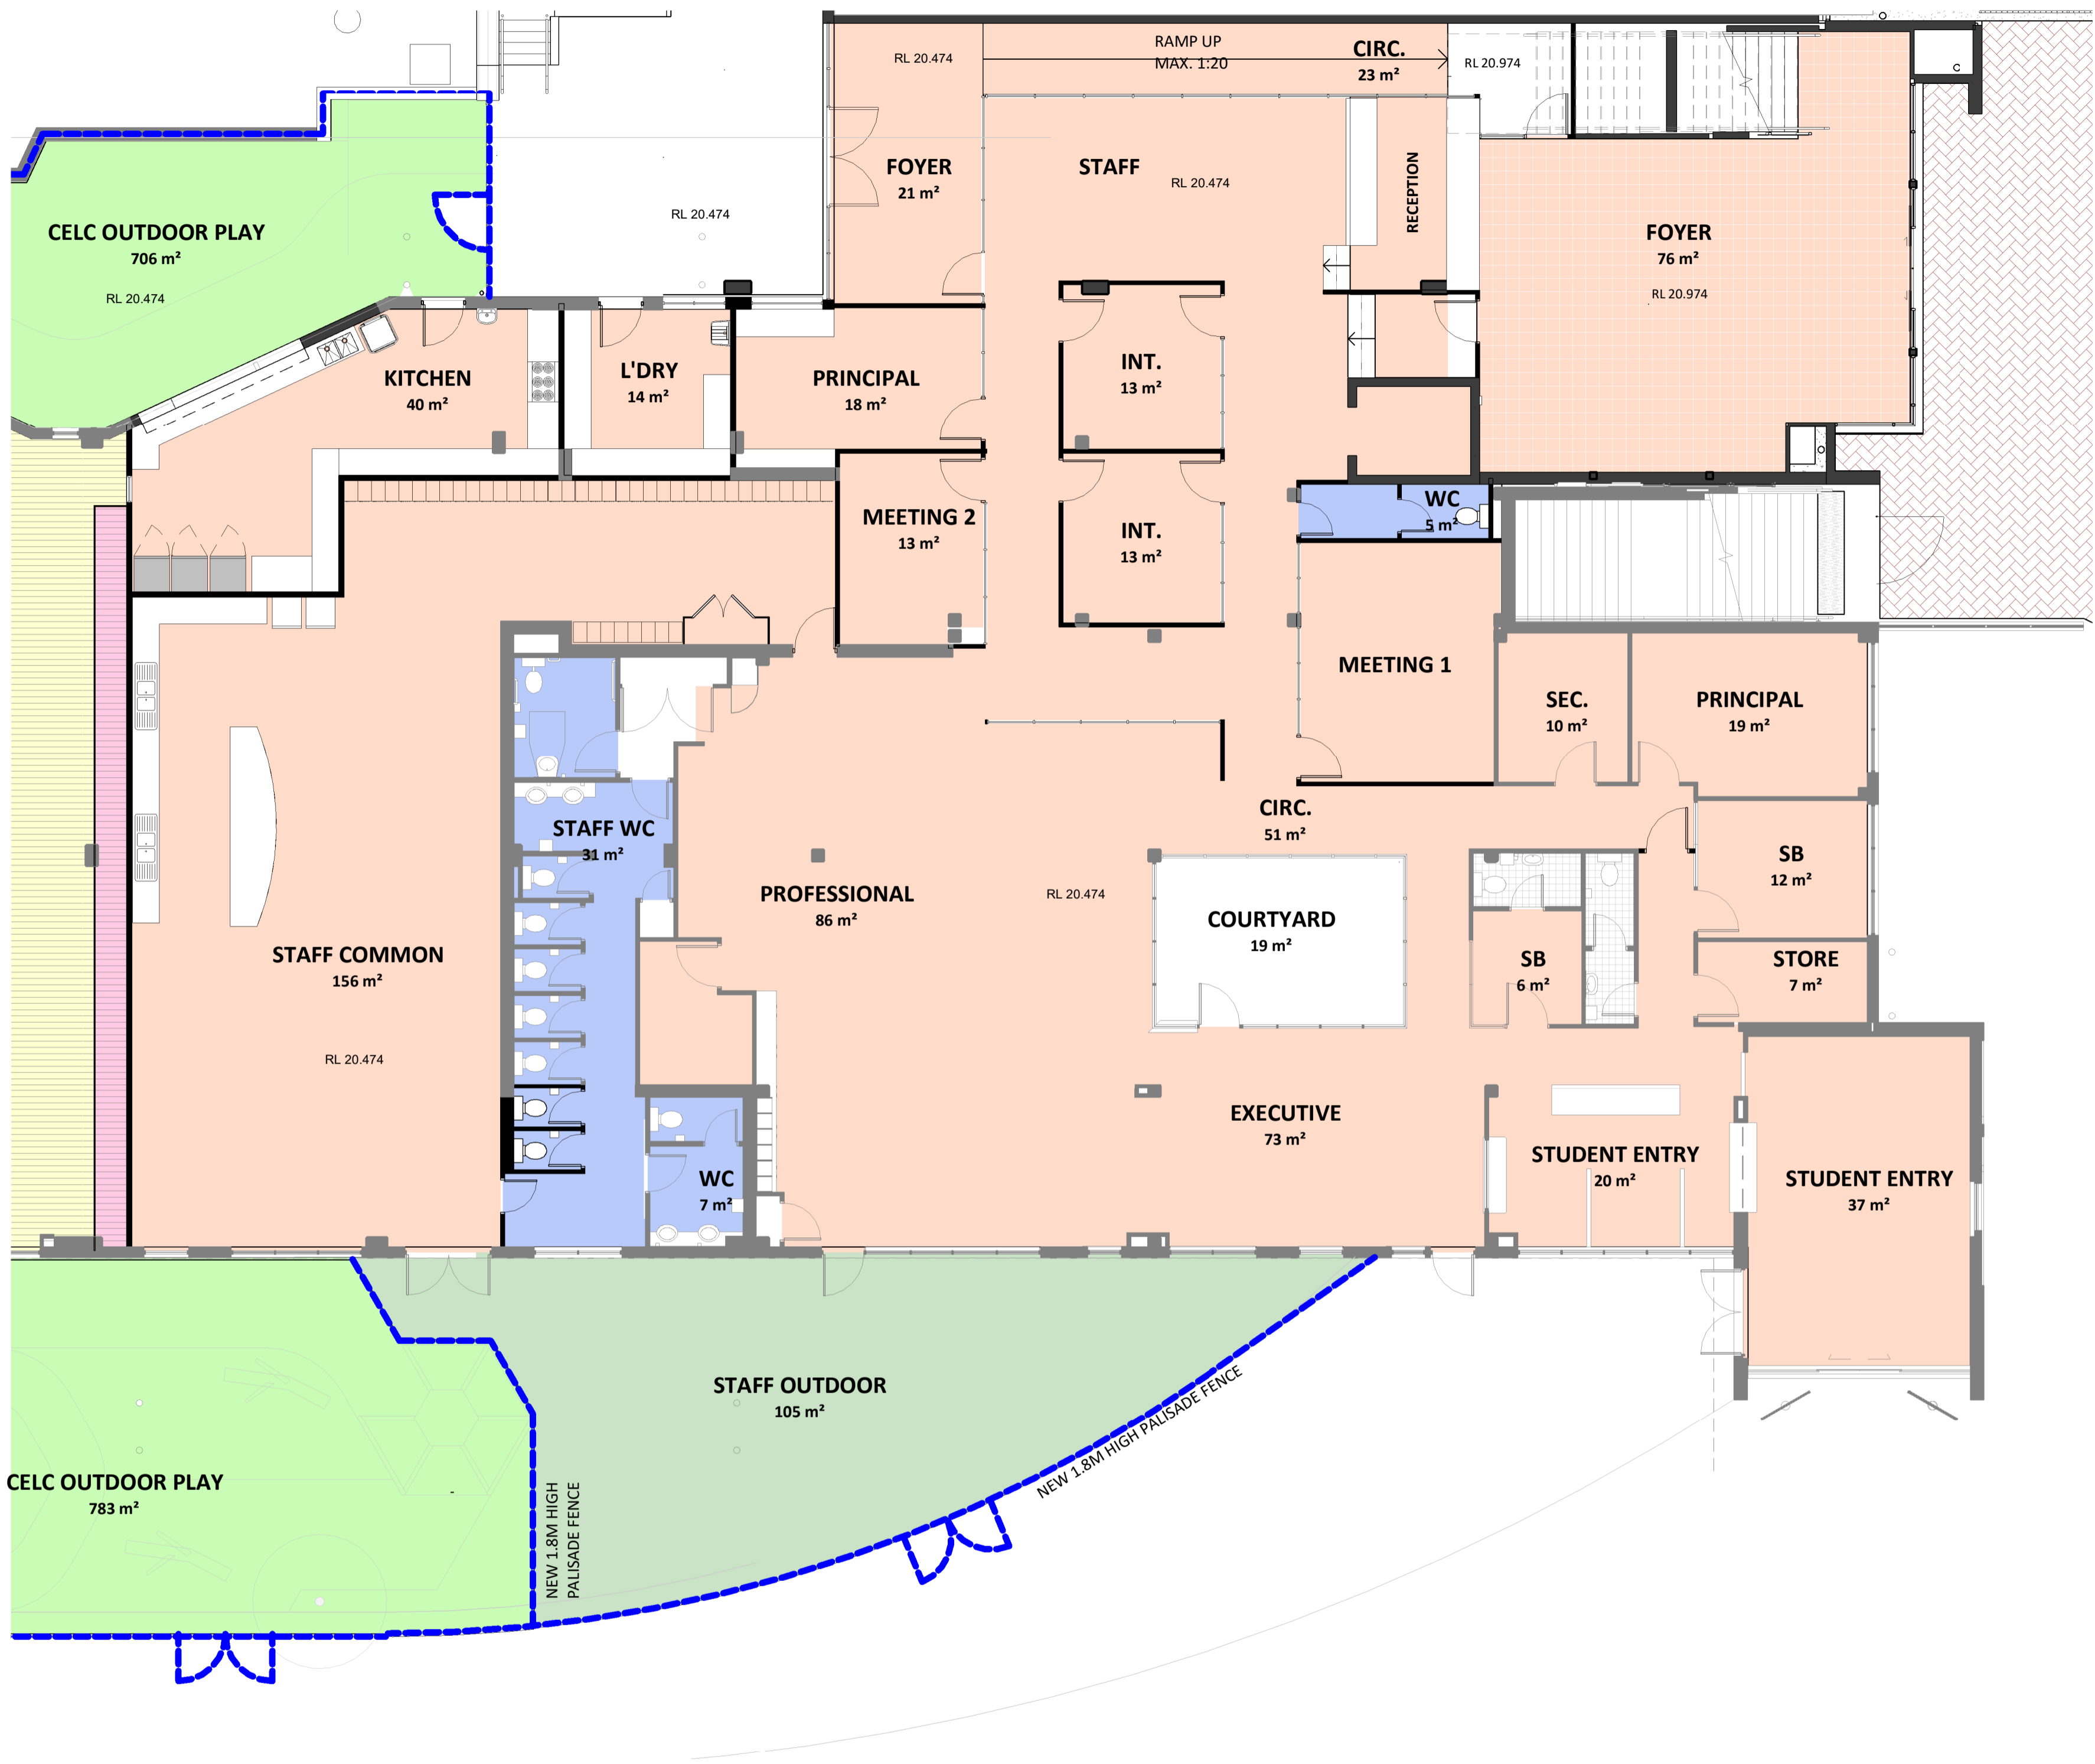 RAMP UP
MAX. 1:20
CIRC.
23 m²
RL 20.474
RL 20.974
FOYER
21 m²
STAFF
RL 20.474
RECEPTION
RL 20.474
CELC OUTDOOR PLAY
706 m²
RL 20.474
FOYER
76 m²
RL 20.974
KITCHEN
40 m²
L'DRY
14 m²
PRINCIPAL
18 m²
INT.
13 m²
MEETING 2
13 m²
INT.
13 m²
WC
5 m²
MEETING 1
SEC.
10 m²
PRINCIPAL
19 m²
STAFF WC
31 m²
CIRC.
51 m²
SB
12 m²
PROFESSIONAL
86 m²
RL 20.474
COURTYARD
19 m²
STAFF COMMON
156 m²
SB
6 m²
STORE
7 m²
RL 20.474
EXECUTIVE
73 m²
STUDENT ENTRY
20 m²
WC
7 m²
STUDENT ENTRY
37 m²
STAFF OUTDOOR
105 m²
NEW 1.8M HIGH PALISADE FENCE
CELC OUTDOOR PLAY
783 m²
NEW 1.8M HIGH
PALISADE FENCE